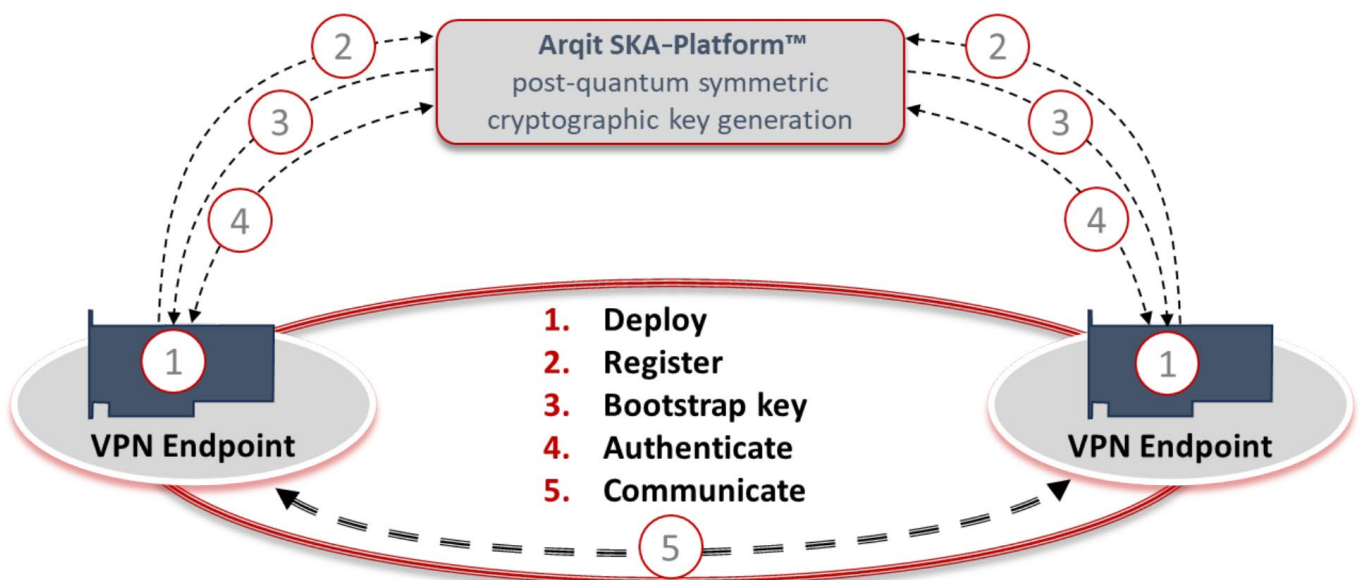 Arqit SKA-Platform™
post-quantum symmetric
cryptographic key generation
2
2
3
3
4
4
1. Deploy
2. Register
3. Bootstrap key
4. Authenticate
5. Communicate
1
1
VPN Endpoint
VPN Endpoint
5